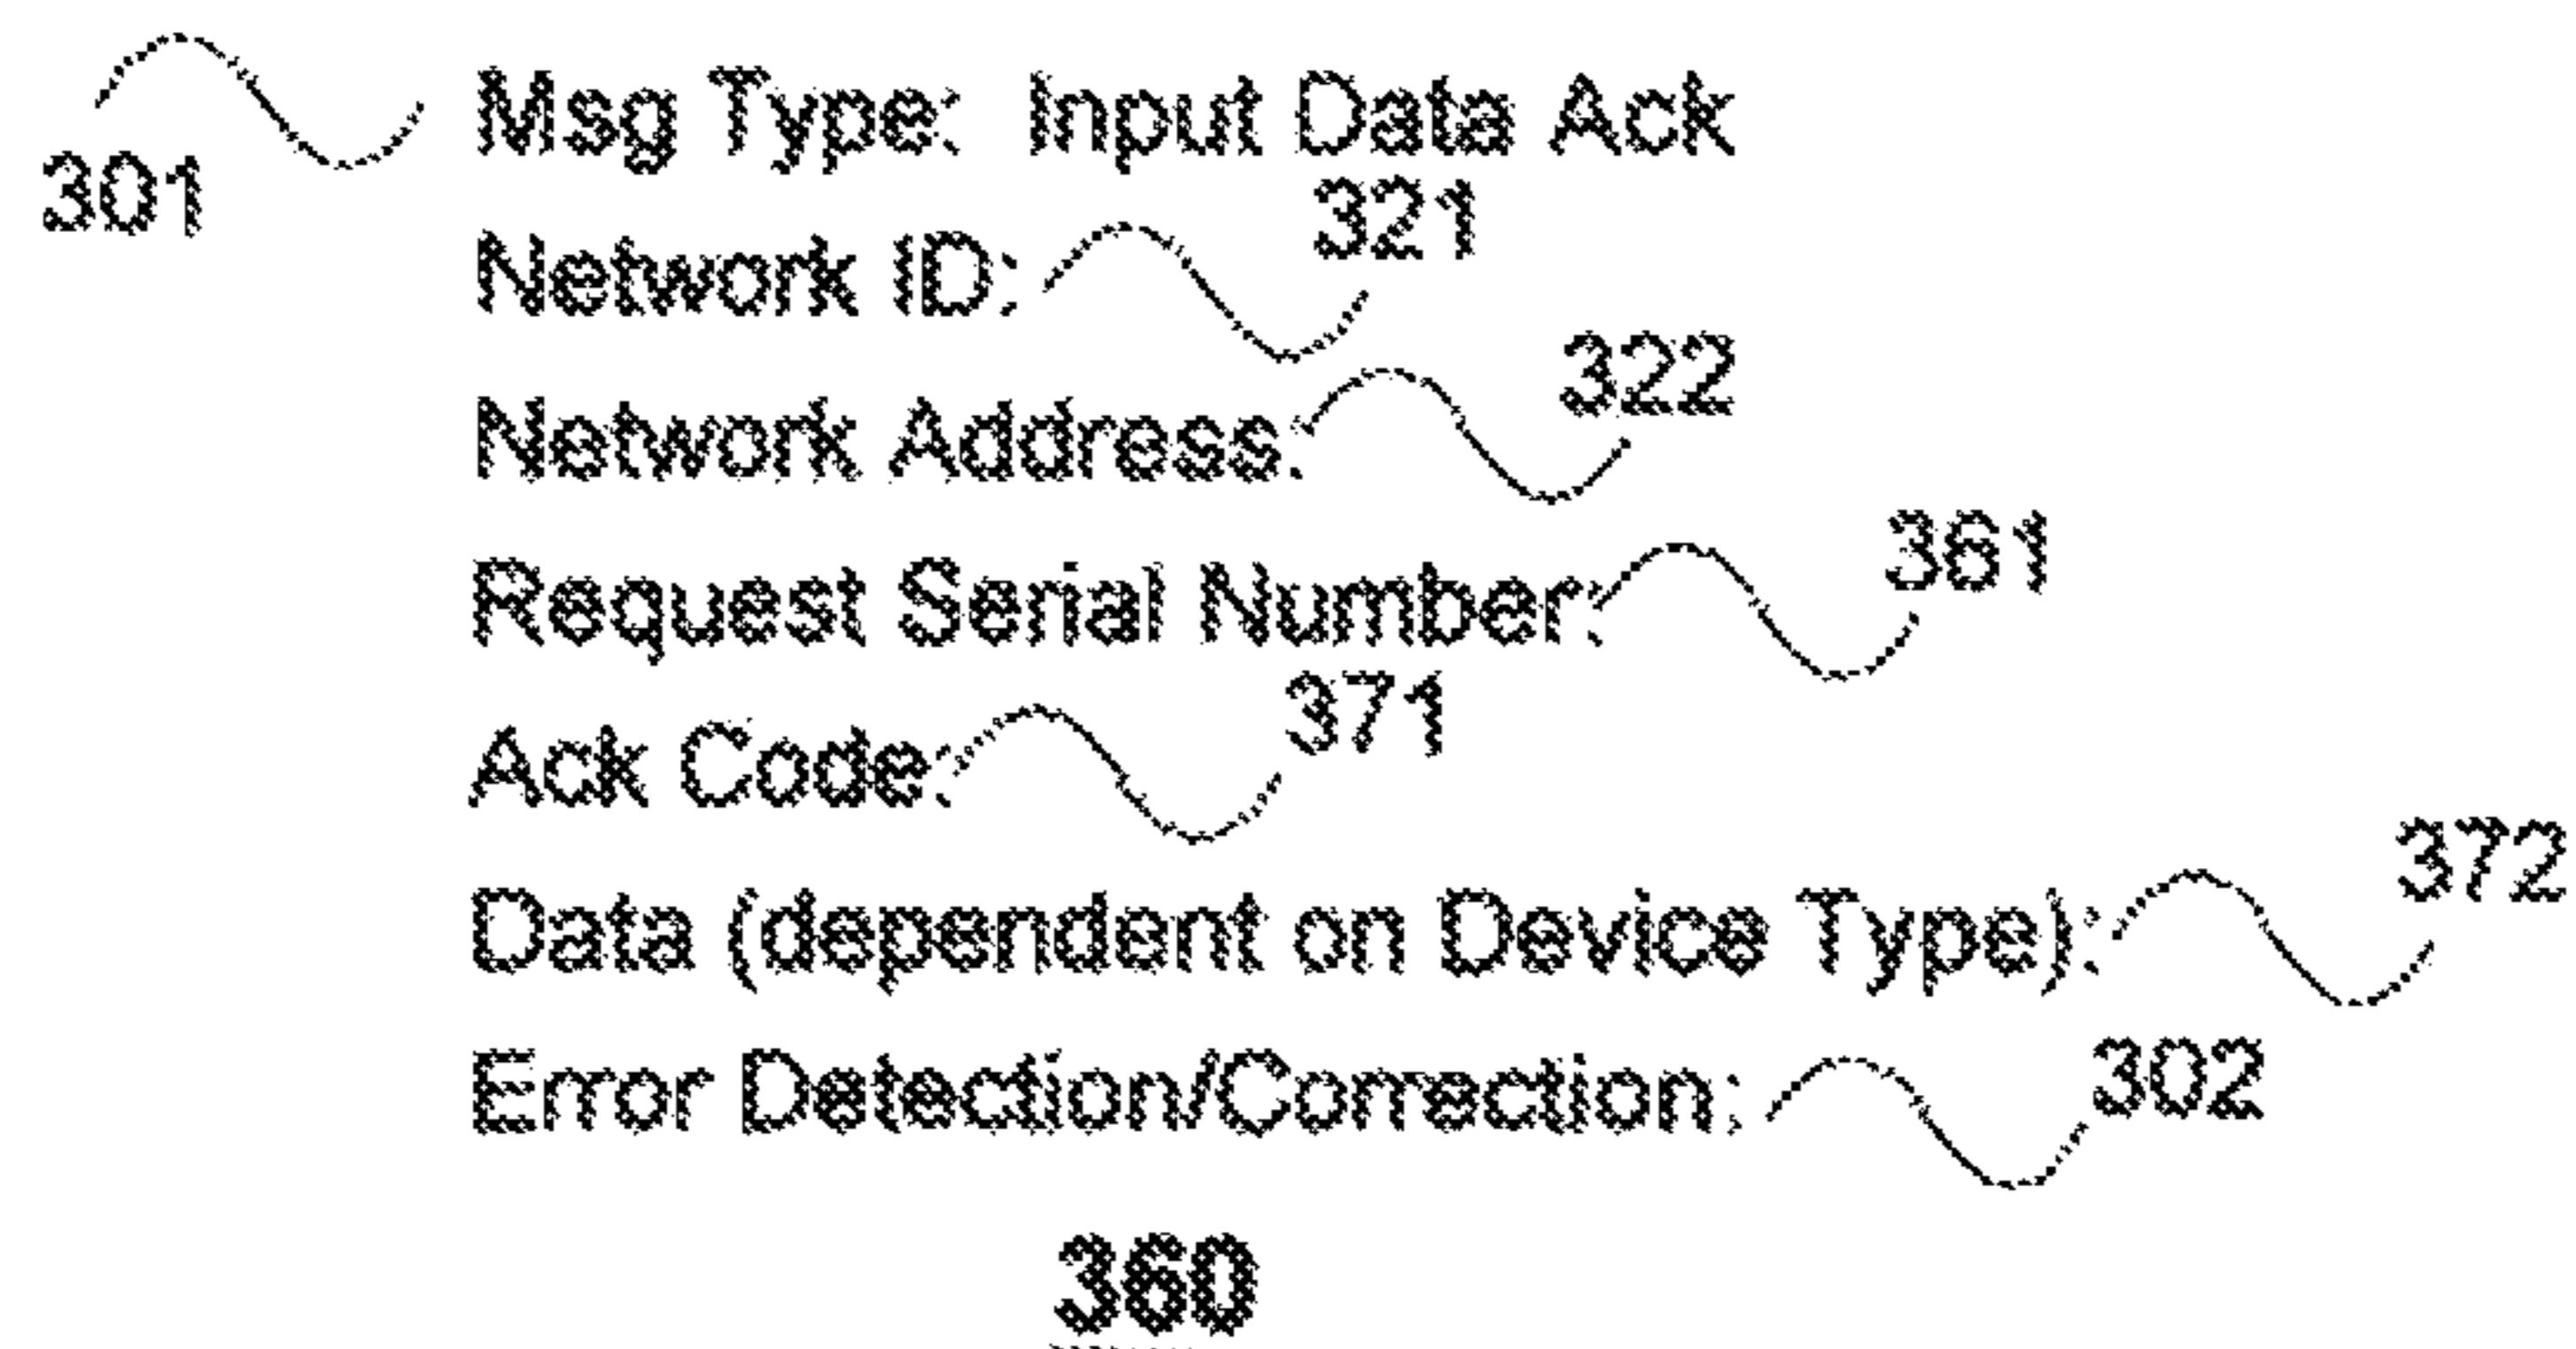 301 Msg Type: Input Data Ack
Network ID: 321
Network Address: 322
Request Serial Number: 361
Ack Code: 371
Data (dependent on Device Type): 372
Error Detection/Correction: 302
360